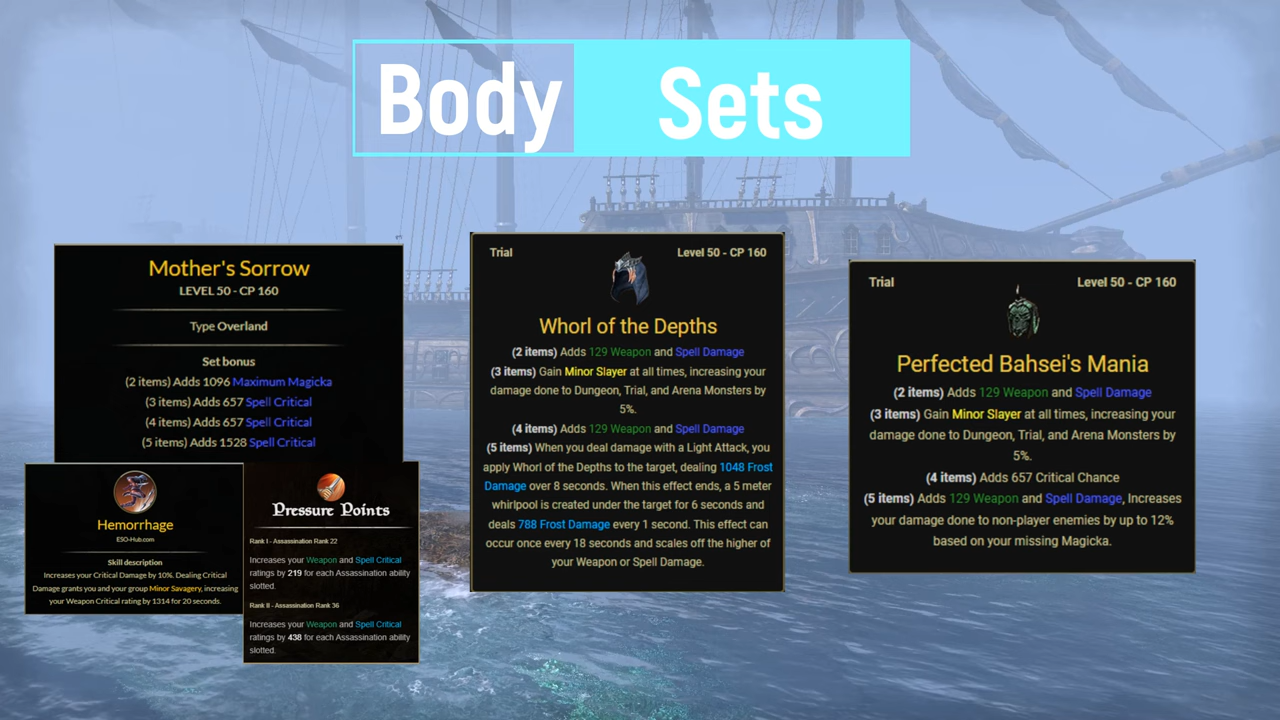 Body Sets
Mother's Sorrow
LEVEL 50 - CP 160
Type Overland
Set bonus
(2 items) Adds 1096 Maximum Magicka
(3 items) Adds 657 Spell Critical
(4 items) Adds 657 Spell Critical
(5 items) Adds 1528 Spell Critical
Hemorrhage
ESO-Hub.com
Skill description
Increases your Critical Damage by 10%. Dealing Critical
Damage grants you and your group Minor Savagery, increasing
your Weapon Critical rating by 1314 for 20 seconds.
Pressure Points
Rank I - Assassination Rank 22
Increases your Weapon and Spell Critical
ratings by 219 for each Assassination ability
slotted.
Rank II - Assassination Rank 36
Increases your Weapon and Spell Critical
ratings by 438 for each Assassination ability
slotted.
Trial Level 50 - CP 160
Whorl of the Depths
(2 items) Adds 129 Weapon and Spell Damage
(3 items) Gain Minor Slayer at all times, increasing your
damage done to Dungeon, Trial, and Arena Monsters by
5%.
(4 items) Adds 129 Weapon and Spell Damage
(5 items) When you deal damage with a Light Attack, you
apply Whorl of the Depths to the target, dealing 1048 Frost
Damage over 8 seconds. When this effect ends, a 5 meter
whirlpool is created under the target for 6 seconds and
deals 788 Frost Damage every 1 second. This effect can
occur once every 18 seconds and scales off the higher of
your Weapon or Spell Damage.
Trial Level 50 - CP 160
Perfected Bahsei's Mania
(2 items) Adds 129 Weapon and Spell Damage
(3 items) Gain Minor Slayer at all times, increasing your
damage done to Dungeon, Trial, and Arena Monsters by
5%.
(4 items) Adds 657 Critical Chance
(5 items) Adds 129 Weapon and Spell Damage, Increases
your damage done to non-player enemies by up to 12%
based on your missing Magicka.